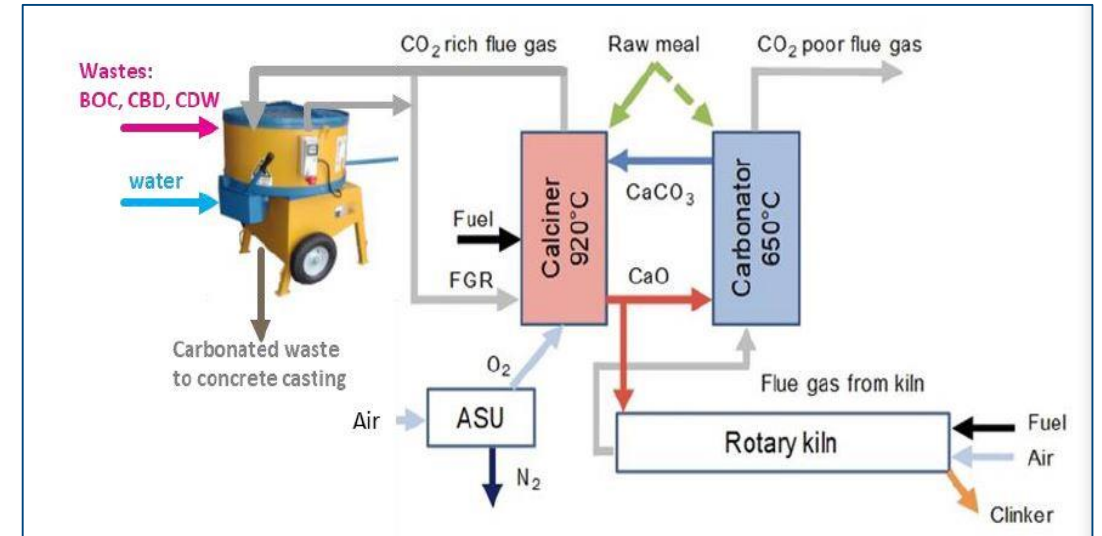 CO2 rich flue gas
Raw meal
CO2 poor flue gas
Wastes:
BOC, CBD, CDW
water
Fuel
FGR
Calciner
920°C
CaCO3
CaO
Carbonator
650°C
Carbonated waste
to concrete casting
O2
Air
ASU
N2
Flue gas from kiln
Rotary kiln
Fuel
Air
Clinker